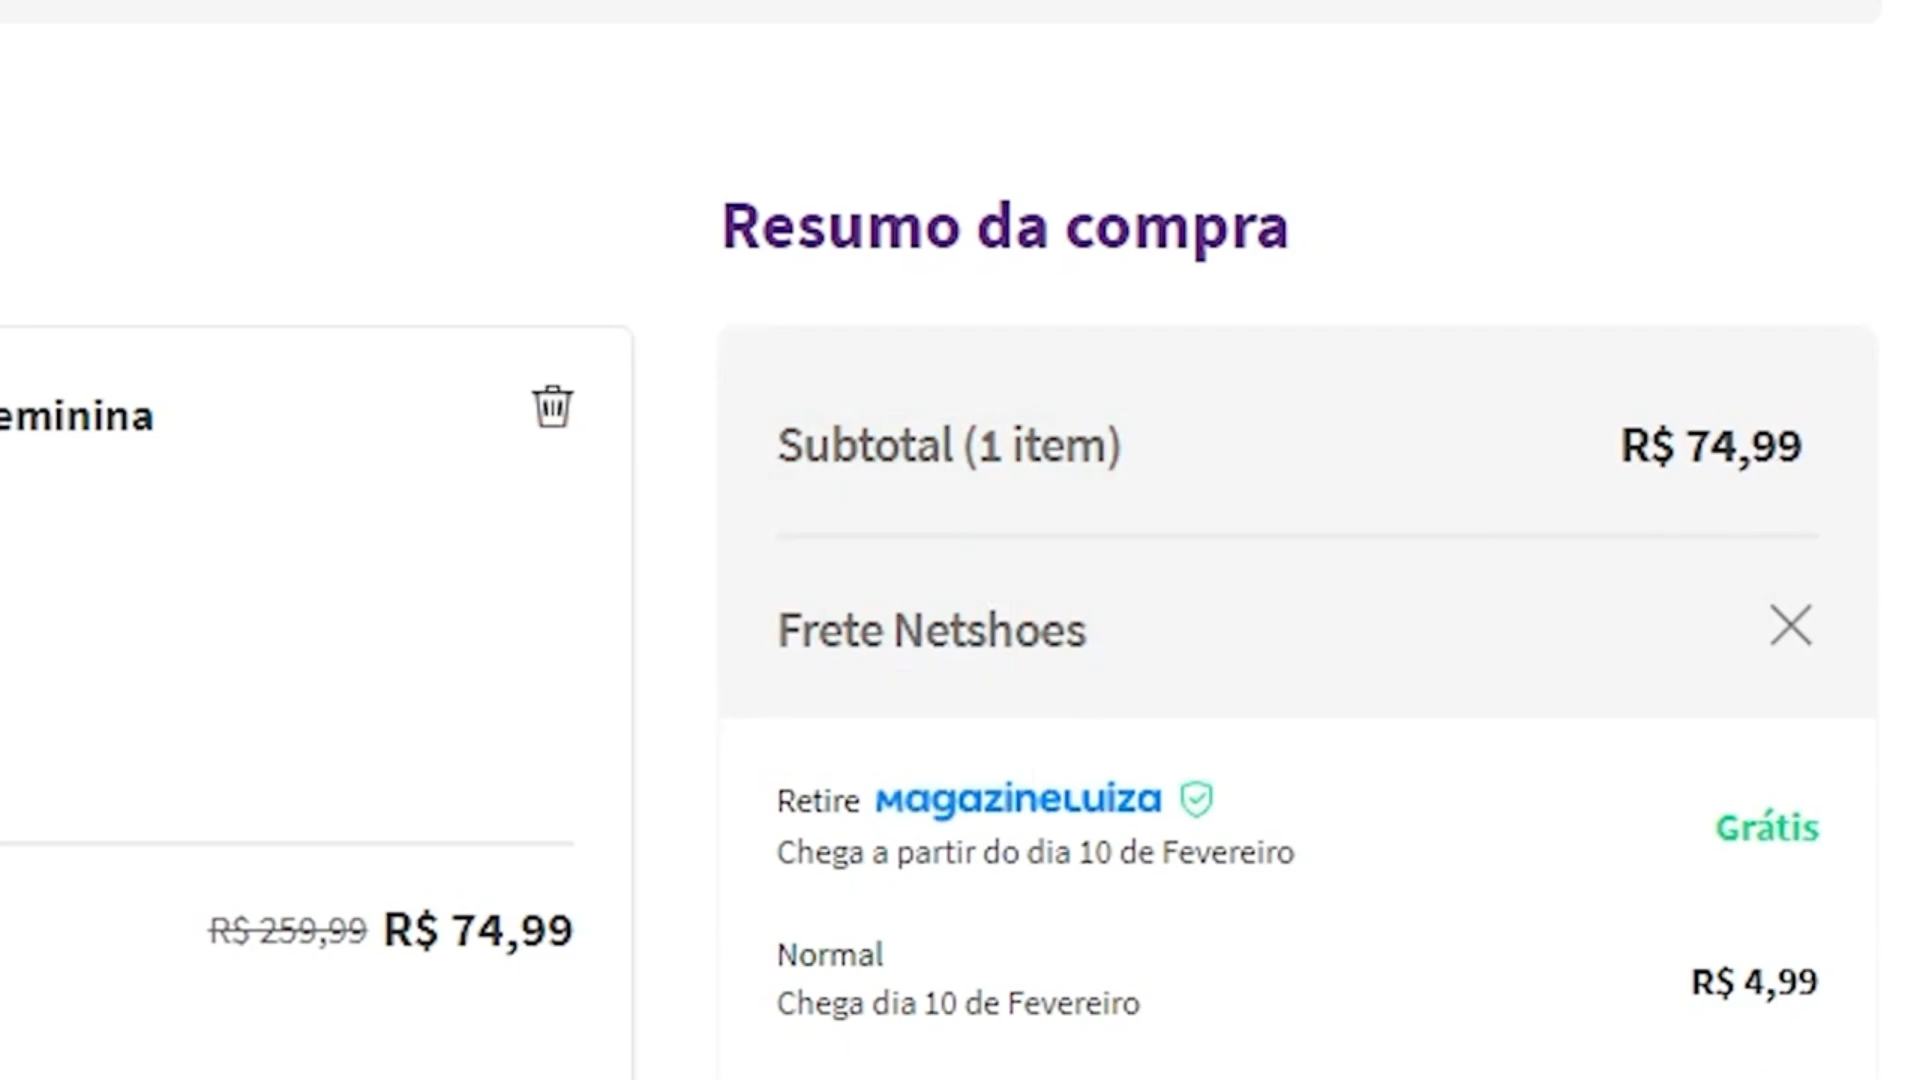 Resumo da compra
eminina
Subtotal (1 item)
R$ 74,99
Frete Netshoes
Retire magazineluiza
Grátis
Chega a partir do dia 10 de Fevereiro
R$ 259,99 R$ 74,99
Normal
R$ 4,99
Chega dia 10 de Fevereiro